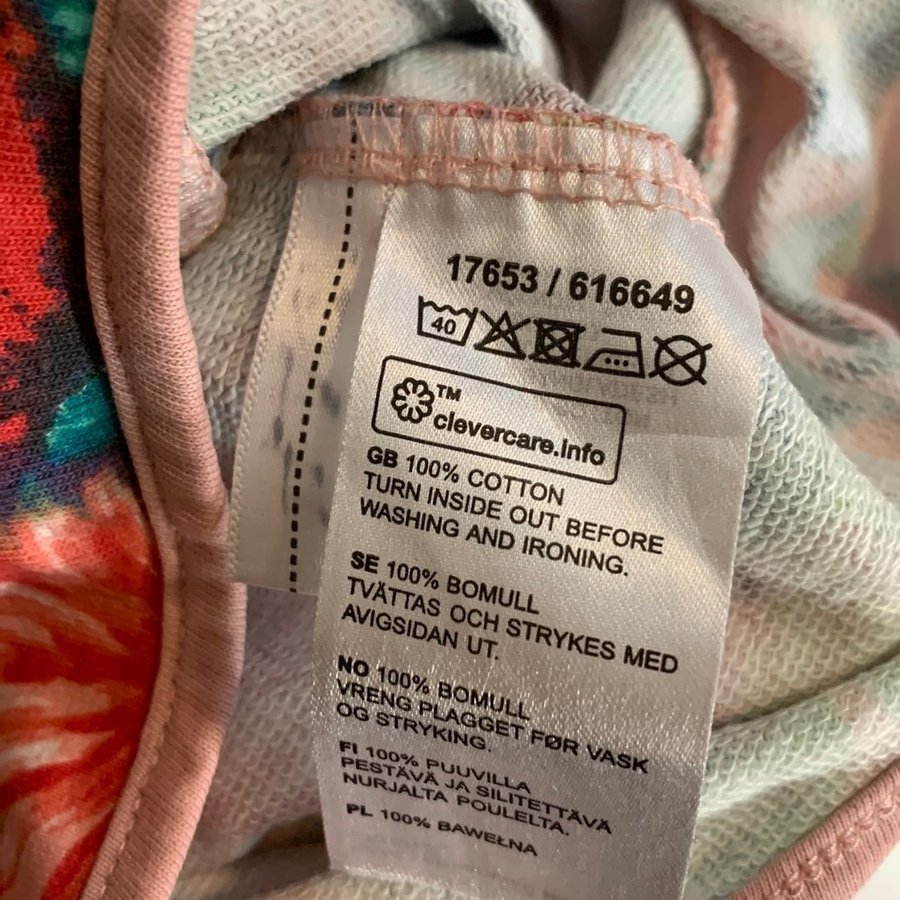 17653 / 616649
40
TM
clevercare.info
GB 100% COTTON
TURN INSIDE OUT BEFORE
WASHING AND IRONING.
SE 100% BOMULL
TVÄTTAS OCH STRYKES MED
AVIGSIDAN UT.
NO 100% BOMULL
VRENG PLAGGET FØR VASK
OG STRYKING.
FI 100% PUUVILLA
PESTÄVÄ JA SILITETTÄVÄ
NURJALTA POULELTA.
PL 100% BAWEŁNA